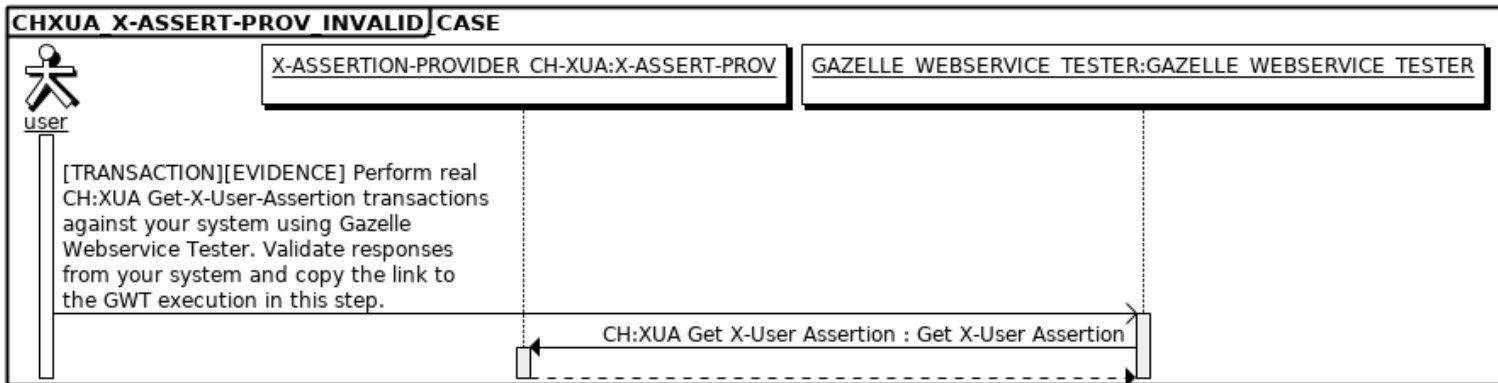 CHXUA_X-ASSERT-PROV_INVALID_CASE
X-ASSERTION-PROVIDER_CH-XUA:X-ASSERT-PROV
GAZELLE_WEBSERVICE_TESTER:GAZELLE_WEBSERVICE_TESTER
user
[TRANSACTION][EVIDENCE] Perform real
CH:XUA Get-X-User-Assertion transactions
against your system using Gazelle
Webservice Tester. Validate responses
from your system and copy the link to
the GWT execution in this step.
CH:XUA Get X-User Assertion : Get X-User Assertion